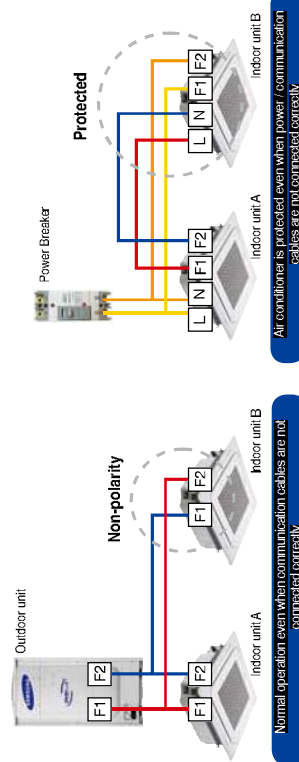 Outdoor unit
SAMSUNG
F1
F2
Non-polarity
F1
F2
F1
F2
Indoor unit A
Indoor unit B
Normal operation even when communication cables are not
connected correctly
Power Breaker
Protected
L
N
F1
F2
L
N
F1
F2
Indoor unit A
Indoor unit B
Air conditioner is protected even when power / communication
cables are not connected correctly